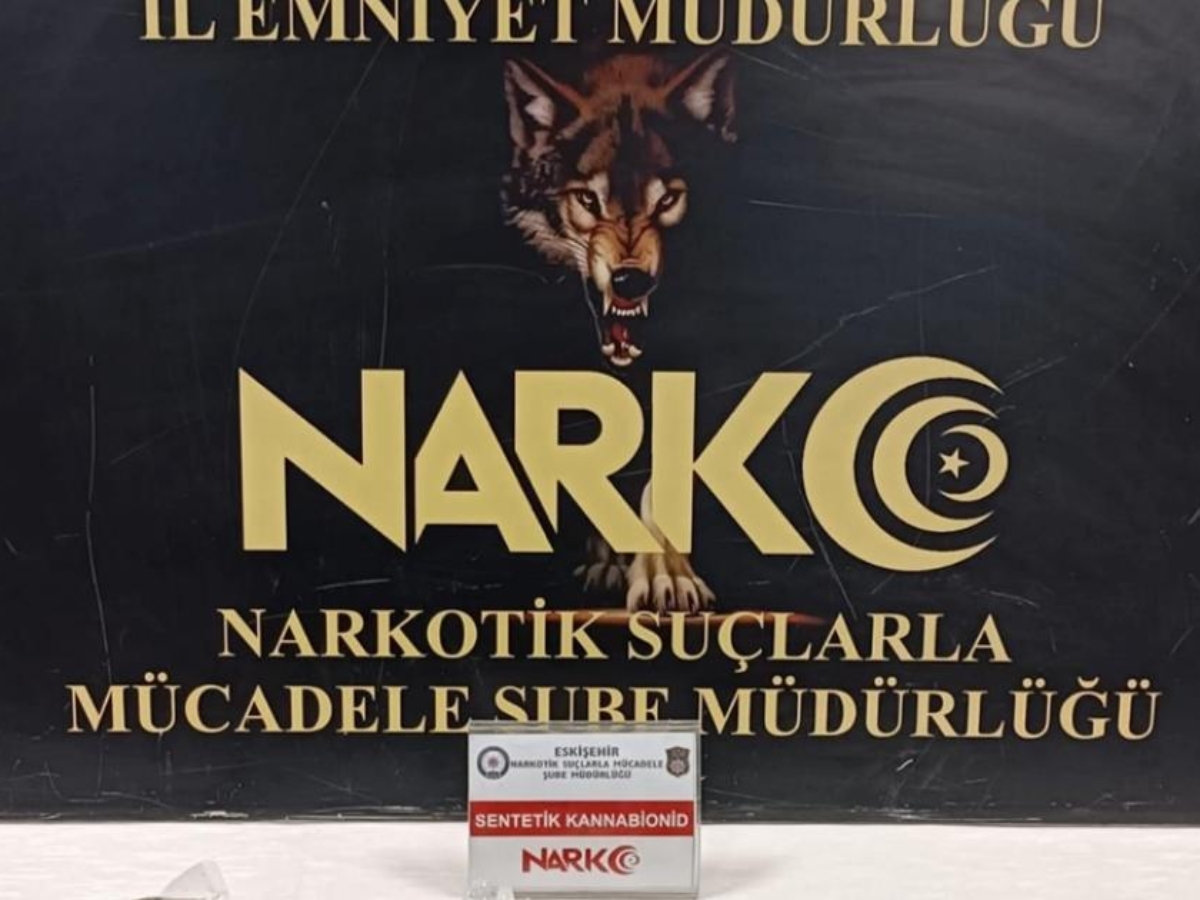 İL EMNİYET MÜDÜRLÜĞÜ
NARKO
NARKOTİK SUÇLARLA
MÜCADELE ŞUBE MÜDÜRLÜĞÜ
ESKİŞEHİR
NARKOTİK SUÇLARLA MÜCADELE
ŞUBE MÜDÜRLÜĞÜ
SENTETİK KANNABİONİD
NARKO